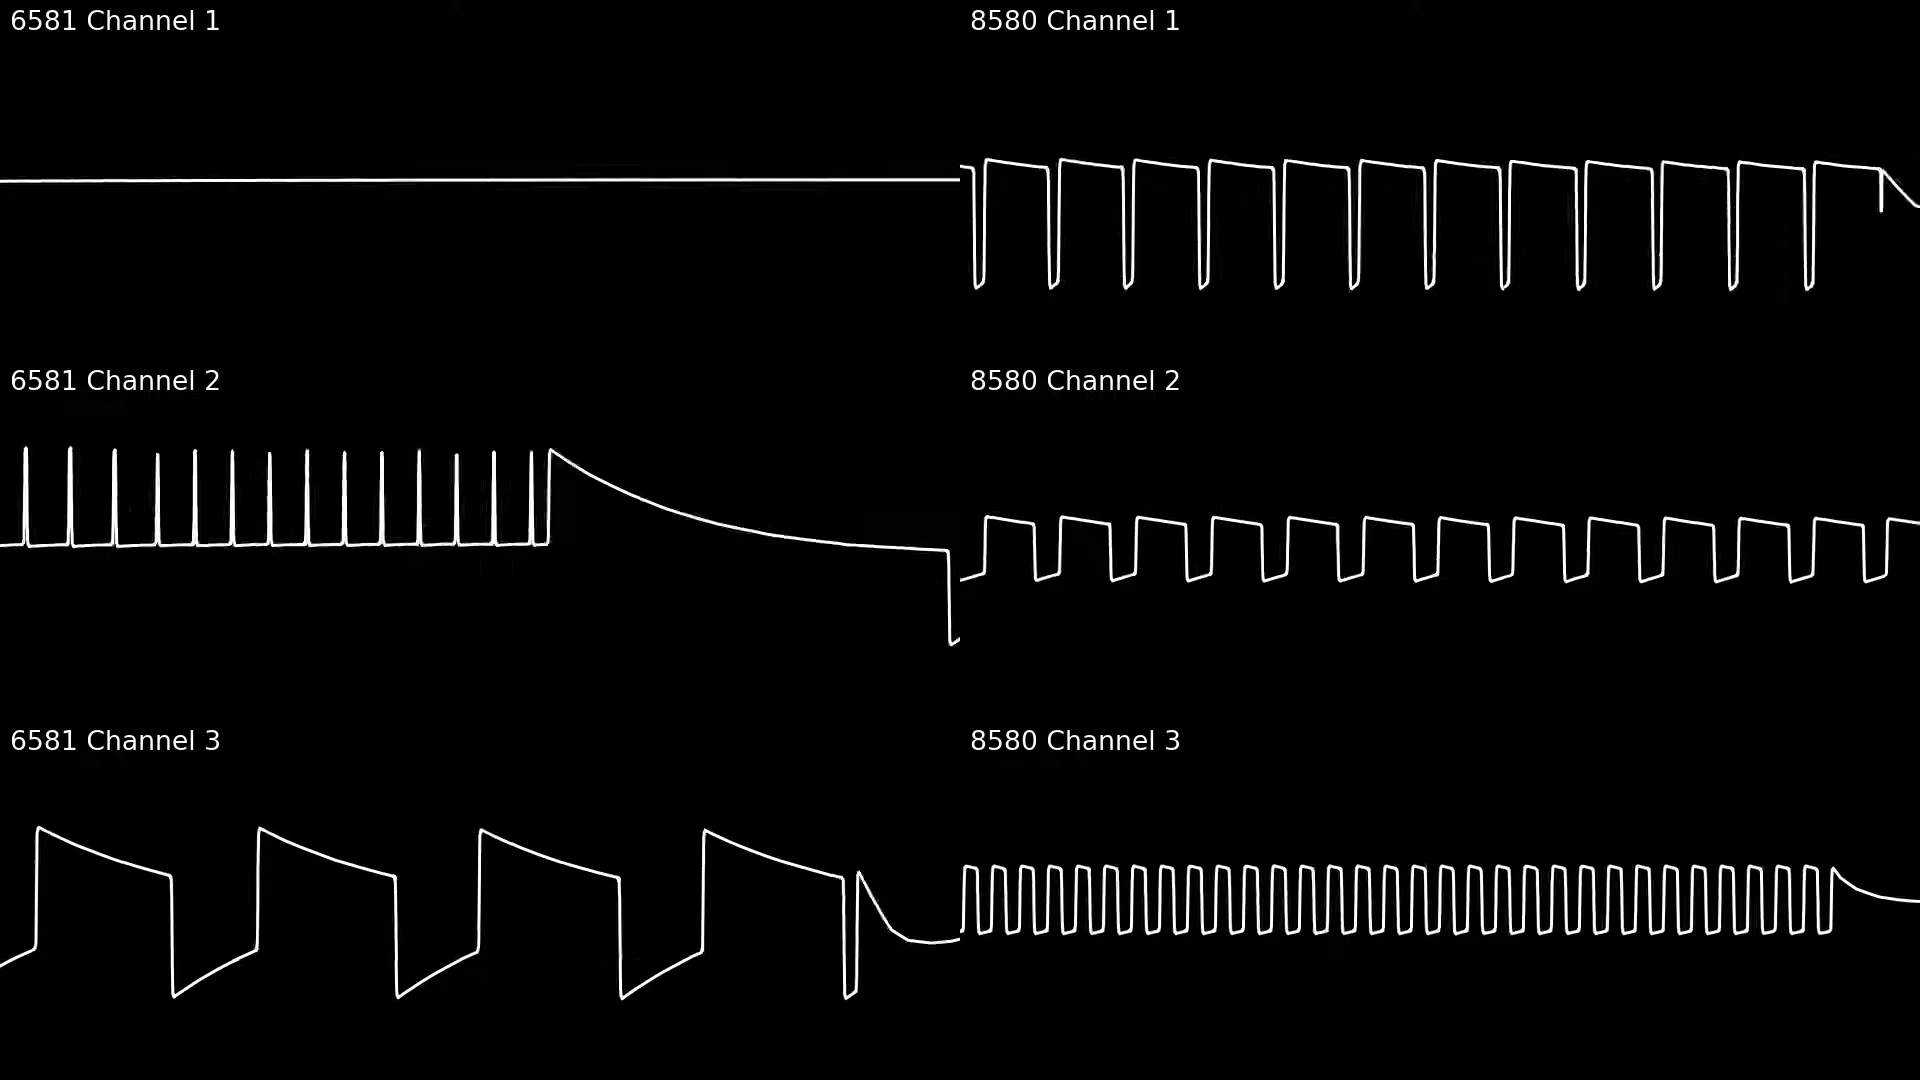 6581 Channel 1
8580 Channel 1
6581 Channel 2
8580 Channel 2
6581 Channel 3
8580 Channel 3